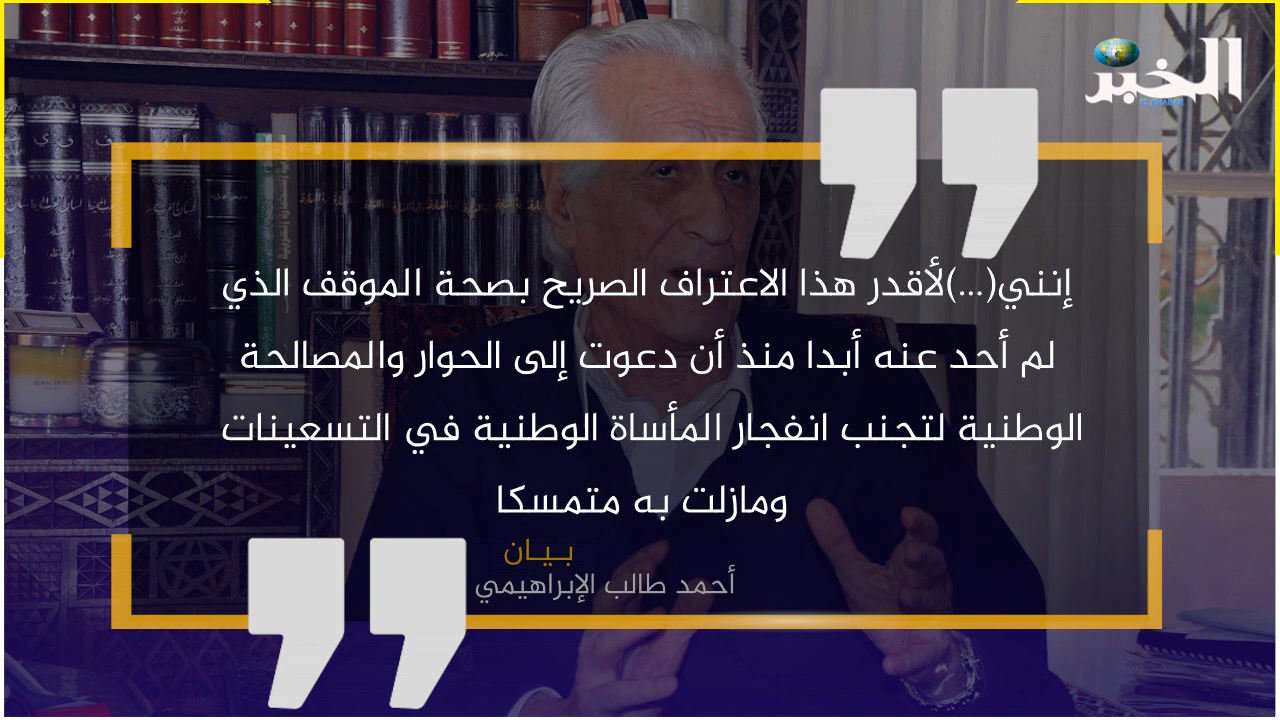 الخبر
إنني(...)لأقدر هذا الاعتراف الصريح بصحة الموقف الذي
لم أحد عنه أبدا منذ أن دعوت إلى الحوار والمصالحة
الوطنية لتجنب انفجار المأساة الوطنية في التسعينات
ومازلت به متمسكا
بـيـــان
أحمد طالب الإبراهيمي